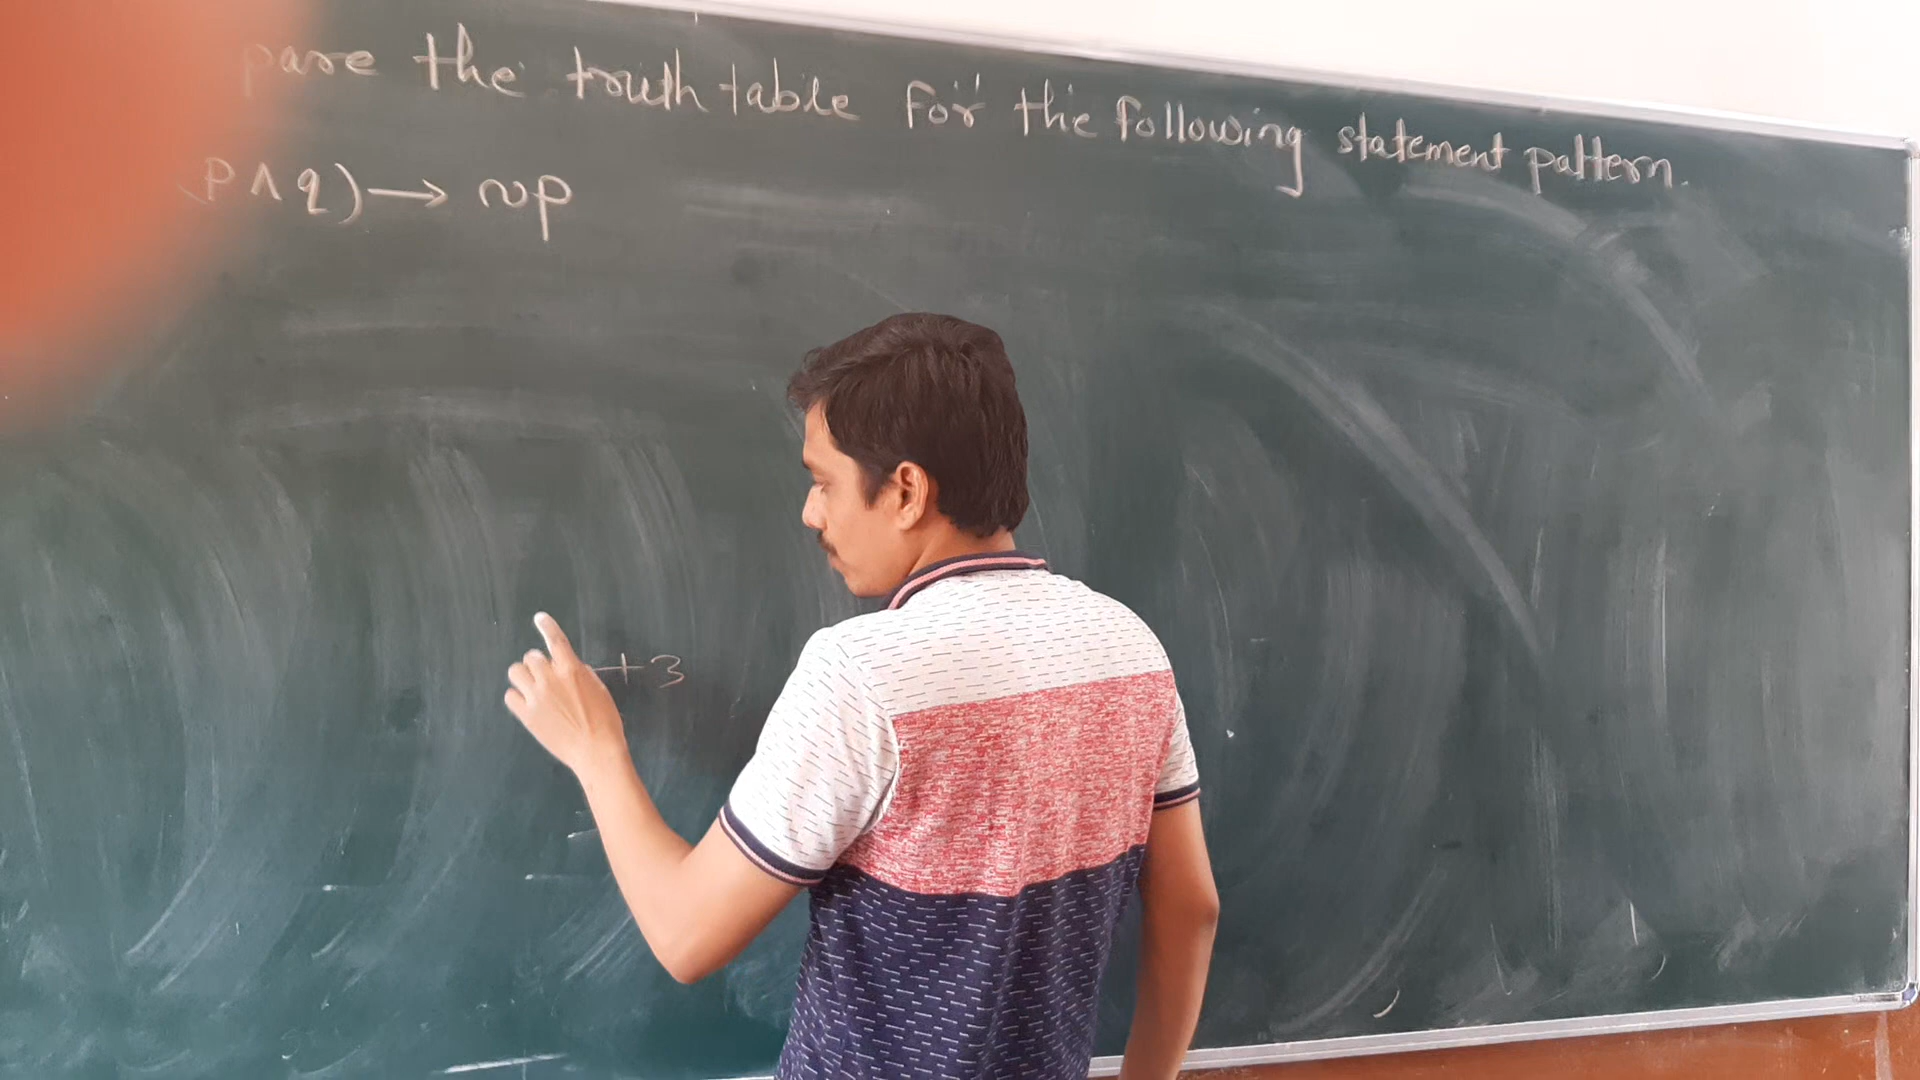 pare the truth table for the following statement pattern.
(P∧q)→∼p
+3